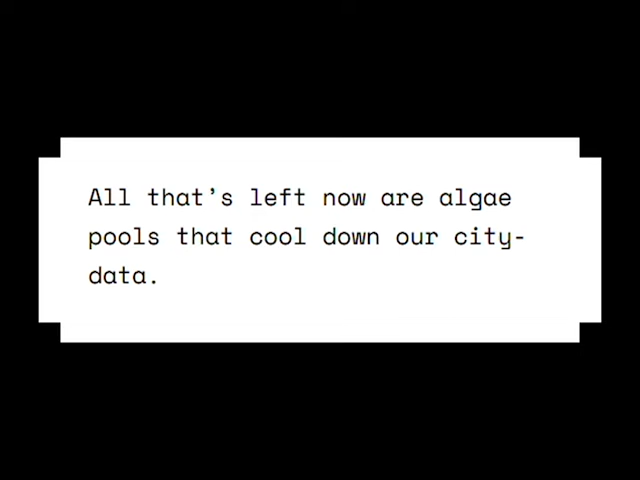 All that’s left now are algae
pools that cool down our city-
data.